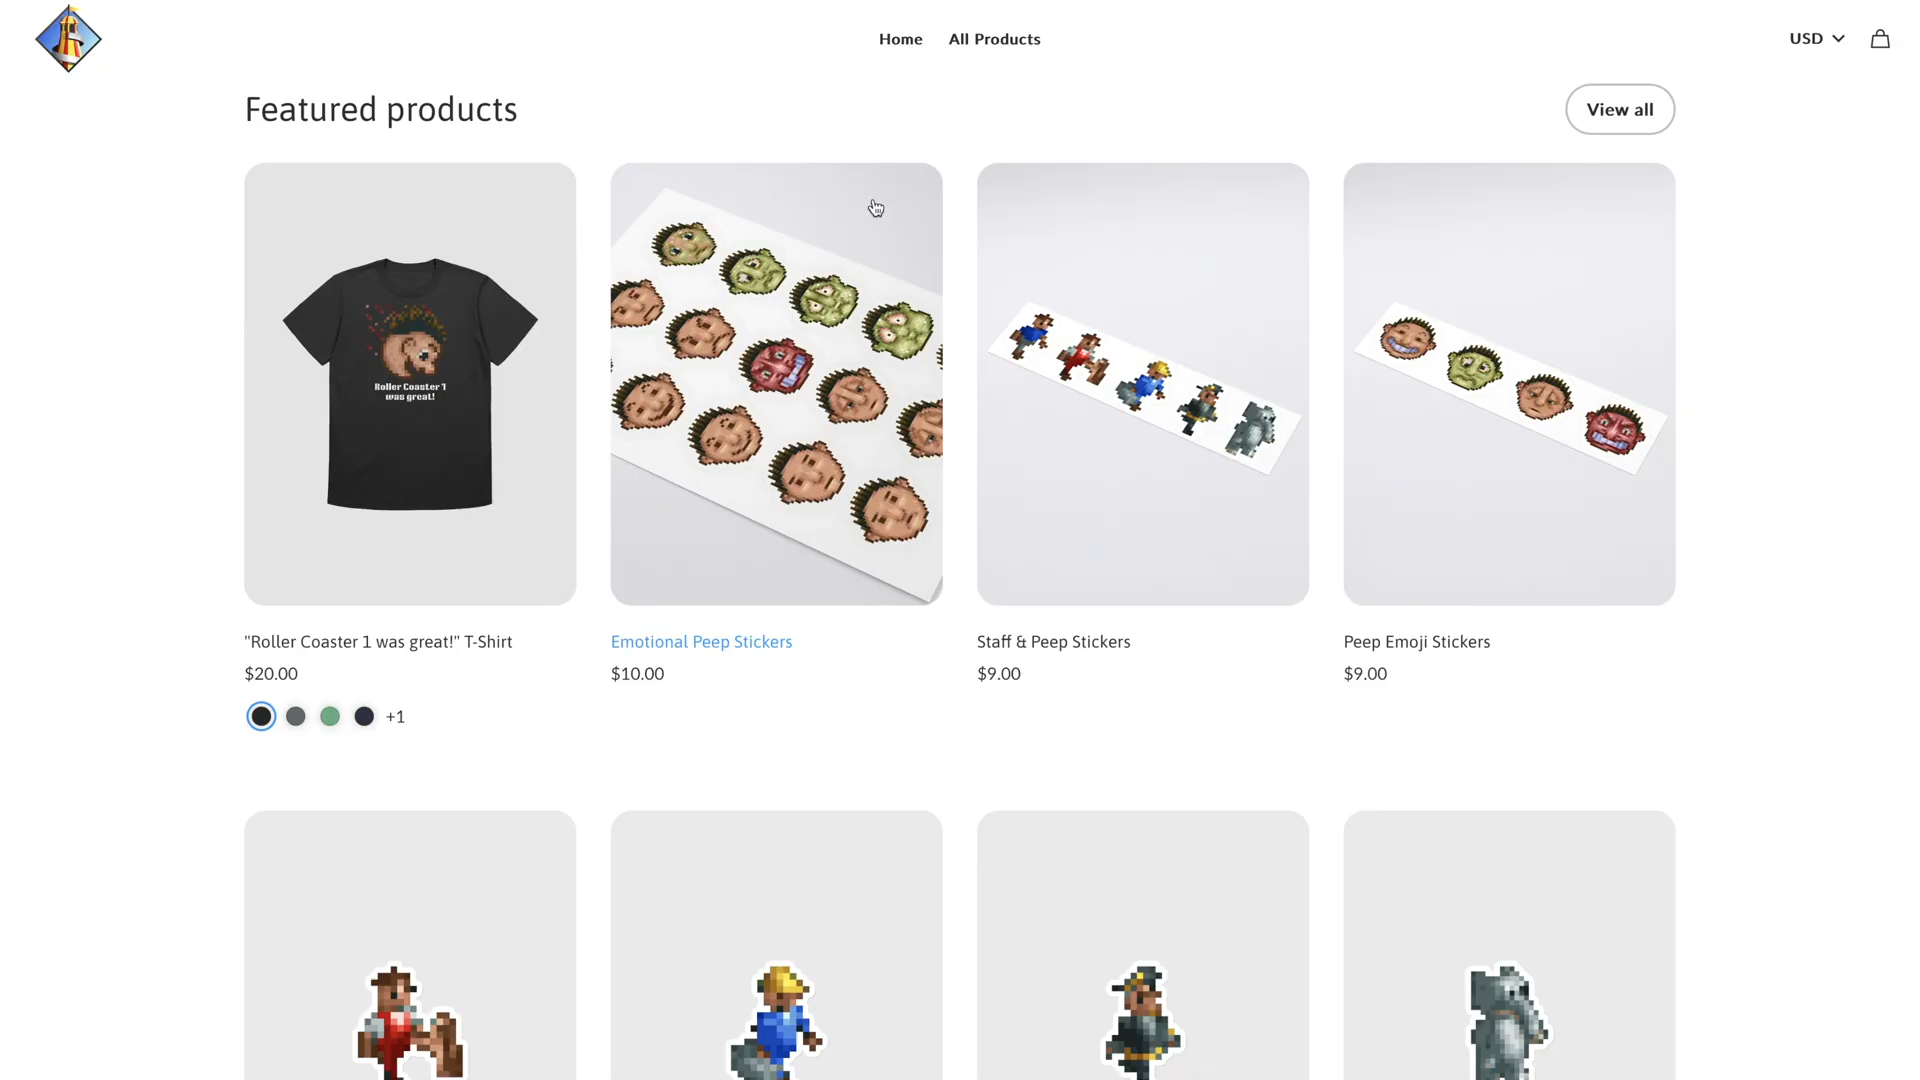 Home
All Products
USD
Featured products
View all
Roller Coaster 1
was great!
"Roller Coaster 1 was great!" T-Shirt
$20.00
+1
Emotional Peep Stickers
$10.00
Staff & Peep Stickers
$9.00
Peep Emoji Stickers
$9.00